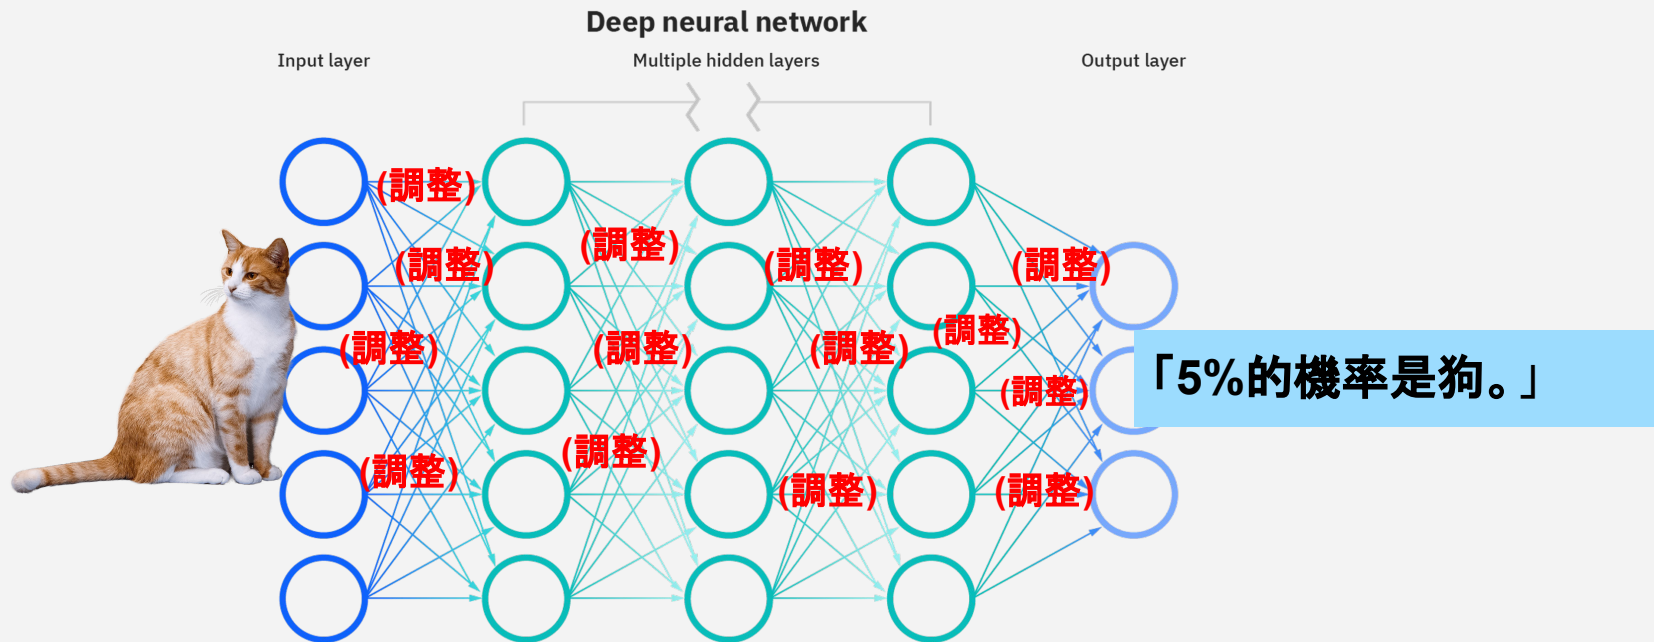 Deep neural network
Input layer
Multiple hidden layers
Output layer
(調整)
(調整)
(調整)
(調整)
(調整)
(調整)
(調整)
(調整)
(調整)
(調整)
(調整)
(調整)
(調整)
(調整)
「5%的機率是狗。」